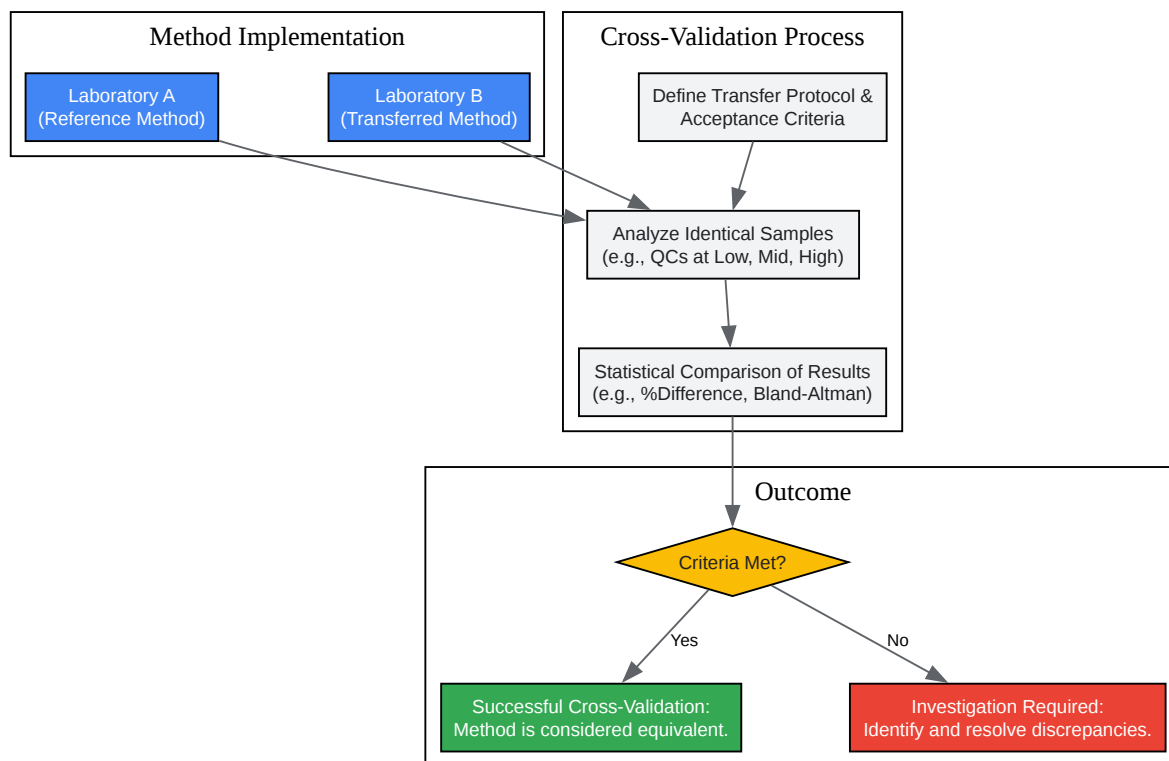 Method Implementation
Cross-Validation Process
Laboratory A
(Reference Method)
Laboratory B
(Transferred Method)
Define Transfer Protocol &
Acceptance Criteria
Analyze Identical Samples
(e.g., QCs at Low, Mid, High)
Statistical Comparison of Results
(e.g., %Difference, Bland-Altman)
Outcome
Criteria Met?
Yes
No
Successful Cross-Validation:
Method is considered equivalent.
Investigation Required:
Identify and resolve discrepancies.